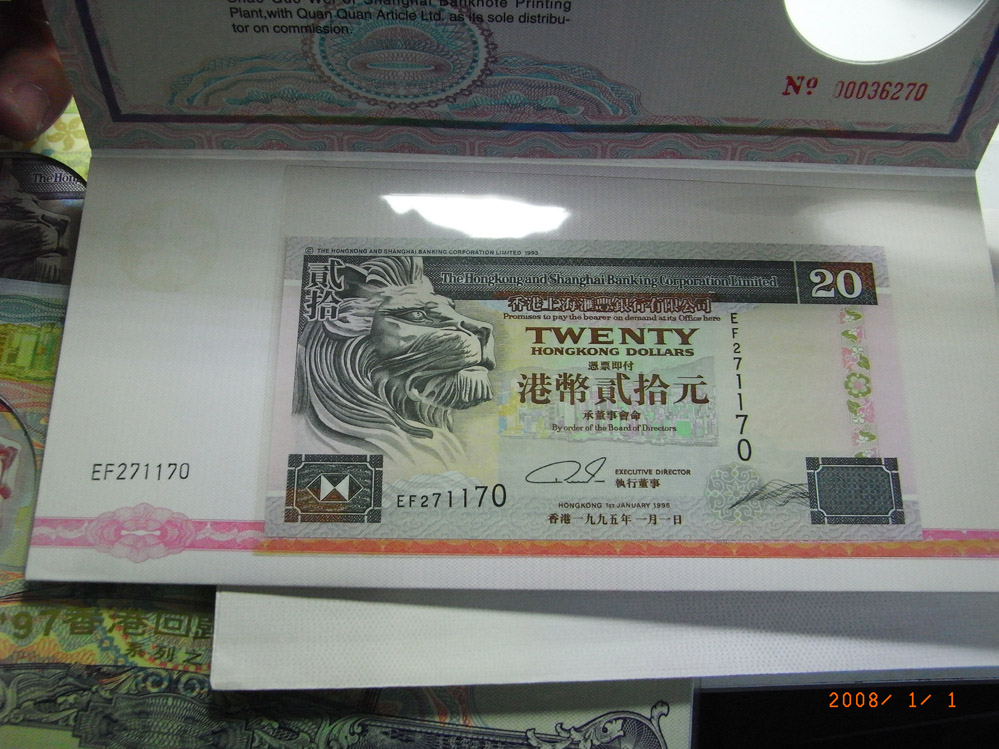 Shao Guo Wei of Shanghai Banknote Printing
Plant,with Quan Quan Article Ltd. as its sole distribu-
tor on commission.
Nº 00036270
The Hong
© THE HONGKONG AND SHANGHAI BANKING CORPORATION LIMITED 1993
貳拾
The Hongkong and Shanghai Banking Corporation Limited
20
香港上海滙豐銀行有限公司
Promises to pay the bearer on demand at its Office here
TWENTY
HONGKONG DOLLARS
憑票即付
港幣貳拾元
承董事會命
By order of the Board of Directors
EF271170
EXECUTIVE DIRECTOR
執行董事
EF271170
EF271170
HONGKONG 1ST JANUARY 1995
香港一九九五年一月一日
'97香港回歸
系列之
2008/ 1/ 1